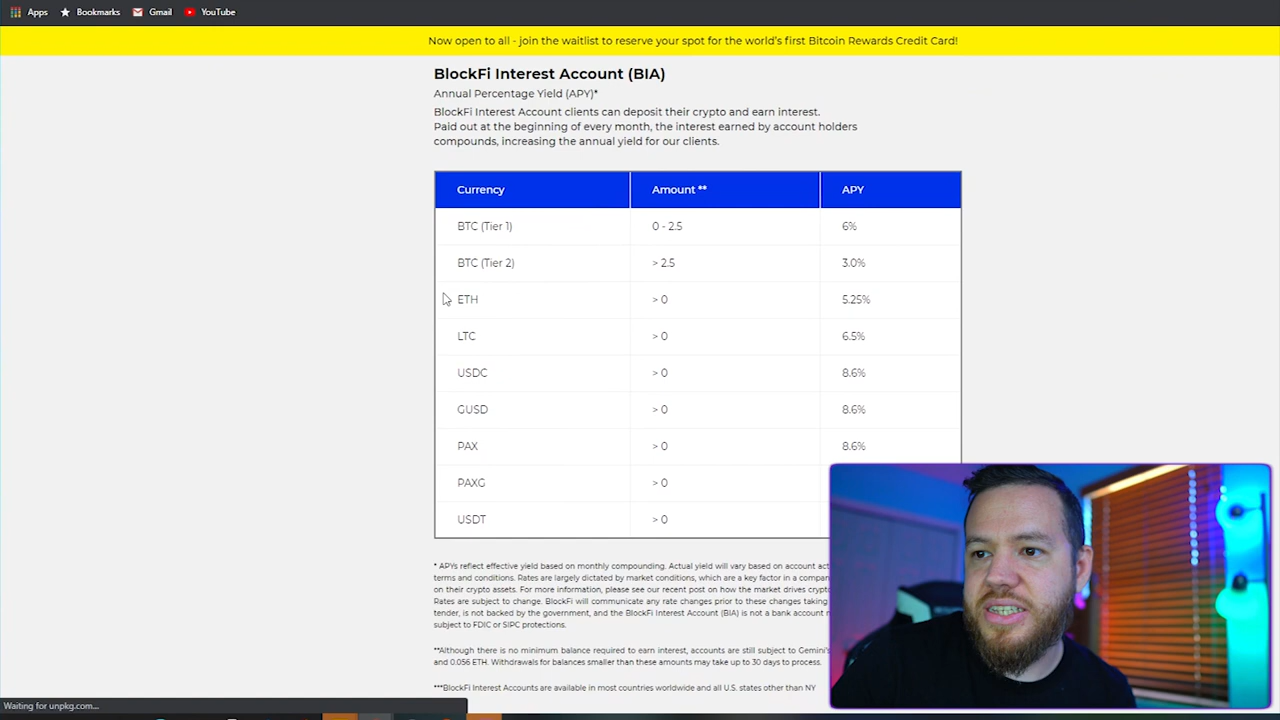 Apps Bookmarks Gmail YouTube
Now open to all - join the waitlist to reserve your spot for the world's first Bitcoin Rewards Credit Card!
BlockFi Interest Account (BIA)
Annual Percentage Yield (APY)*
BlockFi Interest Account clients can deposit their crypto and earn interest.
Paid out at the beginning of every month, the interest earned by account holders
compounds, increasing the annual yield for our clients.
Currency Amount ** APY
BTC (Tier 1) 0 - 2.5 6%
BTC (Tier 2) > 2.5 3.0%
ETH > 0 5.25%
LTC > 0 6.5%
USDC > 0 8.6%
GUSD > 0 8.6%
PAX > 0 8.6%
PAXG > 0
USDT > 0
* APYs reflect effective yield based on monthly compounding. Actual yield will vary based on account
terms and conditions. Rates are largely dictated by market conditions, which are a key factor in a
on their crypto assets. For more information, please see our recent post on how the market drives
Rates are subject to change. BlockFi will communicate any rate changes prior to these changes taking
tender, is not backed by the government, and the BlockFi Interest Account (BIA) is not a bank account
subject to FDIC or SIPC protections.
**Although there is no minimum balance required to earn interest, accounts are still subject to Gemini's
and 0.056 ETH. Withdrawals for balances smaller than these amounts may take up to 30 days to process.
***BlockFi Interest Accounts are available in most countries worldwide and all U.S. states other than NY
Waiting for unpkg.com...